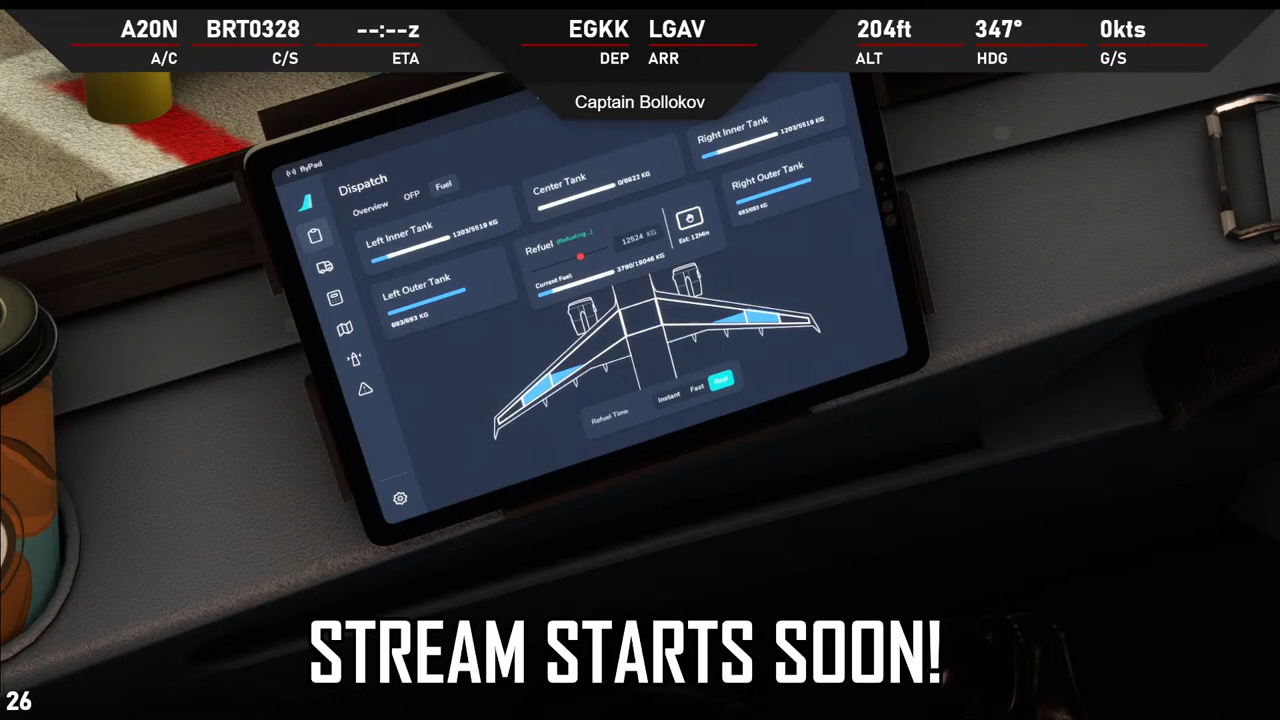 A20N BRT0328 --:--z EGKK LGAV 204ft 347° 0kts
A/C C/S ETA DEP ARR ALT HDG G/S
Captain Bollokov
flyPad
Dispatch
Overview OFP Fuel
Left Inner Tank
1203/5519 KG
Center Tank
0/6622 KG
Right Inner Tank
1203/5519 KG
Left Outer Tank
693/693 KG
Refuel (Refueling...)
12524 KG
Est: 12Min
Current Fuel:
3790/19046 KG
Right Outer Tank
693/693 KG
Refuel Time Instant Fast Real
STREAM STARTS SOON!
26